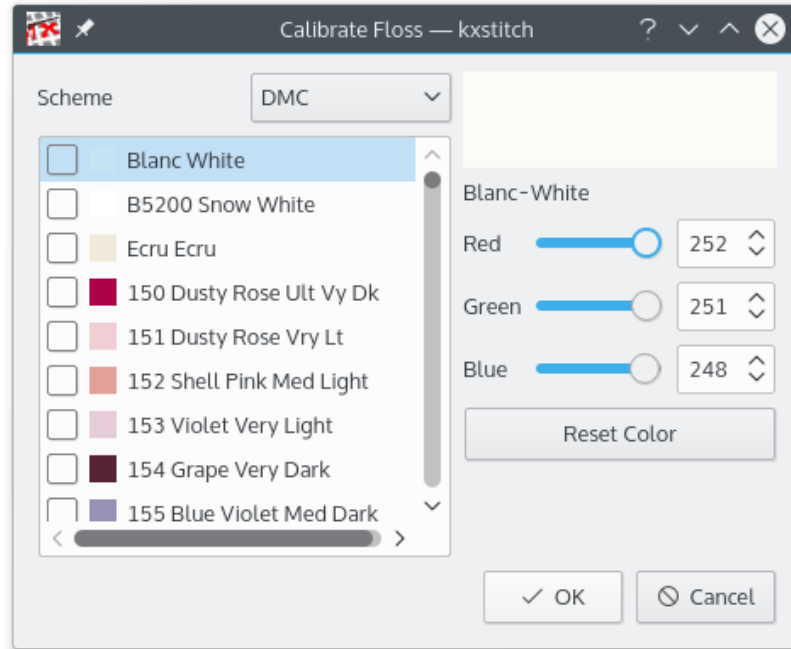 Calibrate Floss — kxstitch
Scheme
DMC
Blanc White
B5200 Snow White
Ecru Ecru
150 Dusty Rose Ult Vy Dk
151 Dusty Rose Vry Lt
152 Shell Pink Med Light
153 Violet Very Light
154 Grape Very Dark
155 Blue Violet Med Dark
Blanc-White
Red 252
Green 251
Blue 248
Reset Color
OK
Cancel